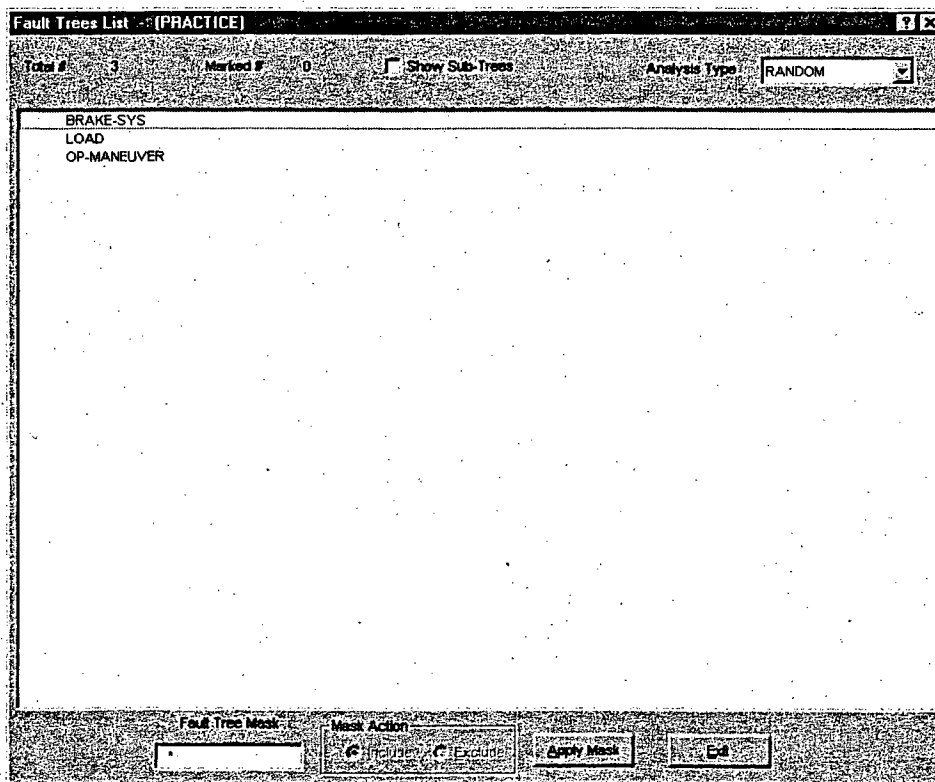 Fault Trees List - [PRACTICE]
Total # 3 Marked # 0 Show Sub-Trees Analysis Type RANDOM
BRAKE-SYS
LOAD
OP-MANEUVER
Fault Tree Mask Mask Action
* Include Exclude Apply Mask Exit